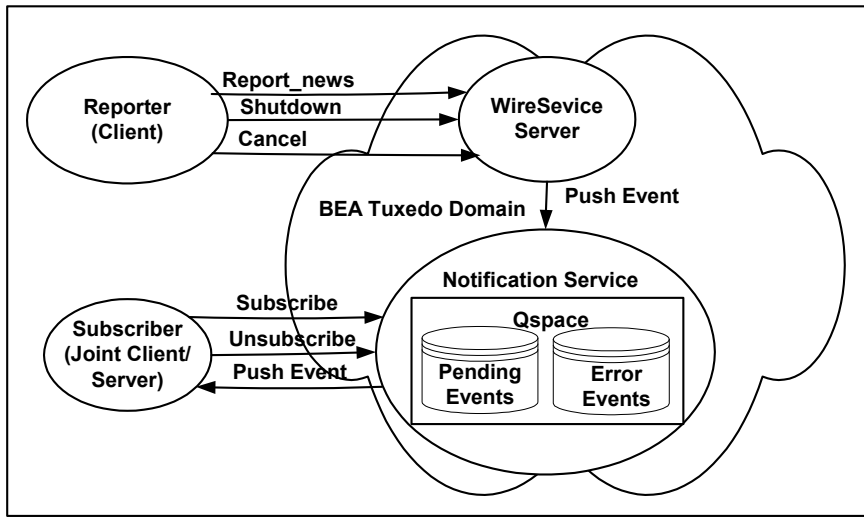 Report_news
Shutdown
Cancel
Reporter
(Client)
WireSevice
Server
BEA Tuxedo Domain
Push Event
Notification Service
Subscribe
Unsubscribe
Push Event
Subscriber
(Joint Client/
Server)
Qspace
Pending
Events
Error
Events